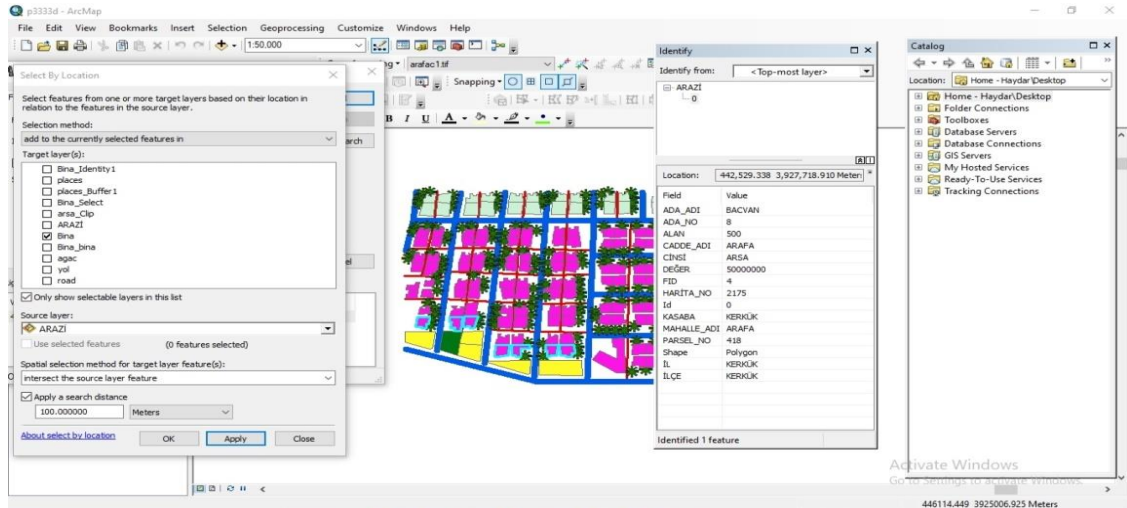 p3333d - ArcMap
File Edit View Bookmarks Insert Selection Geoprocessing Customize Windows Help
1:50.000
arafac1.tif
Snapping
B I U A
Select By Location
Select features from one or more target layers based on their location in
relation to the features in the source layer.
Selection method:
add to the currently selected features in
Target layer(s):
Bina_Identity1
places
places_Buffer1
Bina_Select
arsa_Clip
ARAZİ
Bina
Bina_bina
agac
yol
road
Only show selectable layers in this list
Source layer:
ARAZİ
Use selected features (0 features selected)
Spatial selection method for target layer feature(s):
intersect the source layer feature
Apply a search distance
100.000000 Meters
About select by location OK Apply Close
Identify
Identify from: <Top-most layer>
ARAZİ
0
Location: 442,529.338 3,927,718.910 Meters
Field Value
ADA_ADI BACVAN
ADA_NO 8
ALAN 500
CADDE_ADI ARAFA
CİNSİ ARSA
DEĞER 50000000
FID 4
HARİTA_NO 2175
Id 0
KASABA KERKÜK
MAHALLE_ADI ARAFA
PARSEL_NO 418
Shape Polygon
İL KERKÜK
İLÇE KERKÜK
Identified 1 feature
Catalog
Location: Home - Haydar\Desktop
Home - Haydar\Desktop
Folder Connections
Toolboxes
Database Servers
Database Connections
GIS Servers
My Hosted Services
Ready-To-Use Services
Tracking Connections
Activate Windows
Go to Settings to activate Windows.
446114.449 3925006.925 Meters